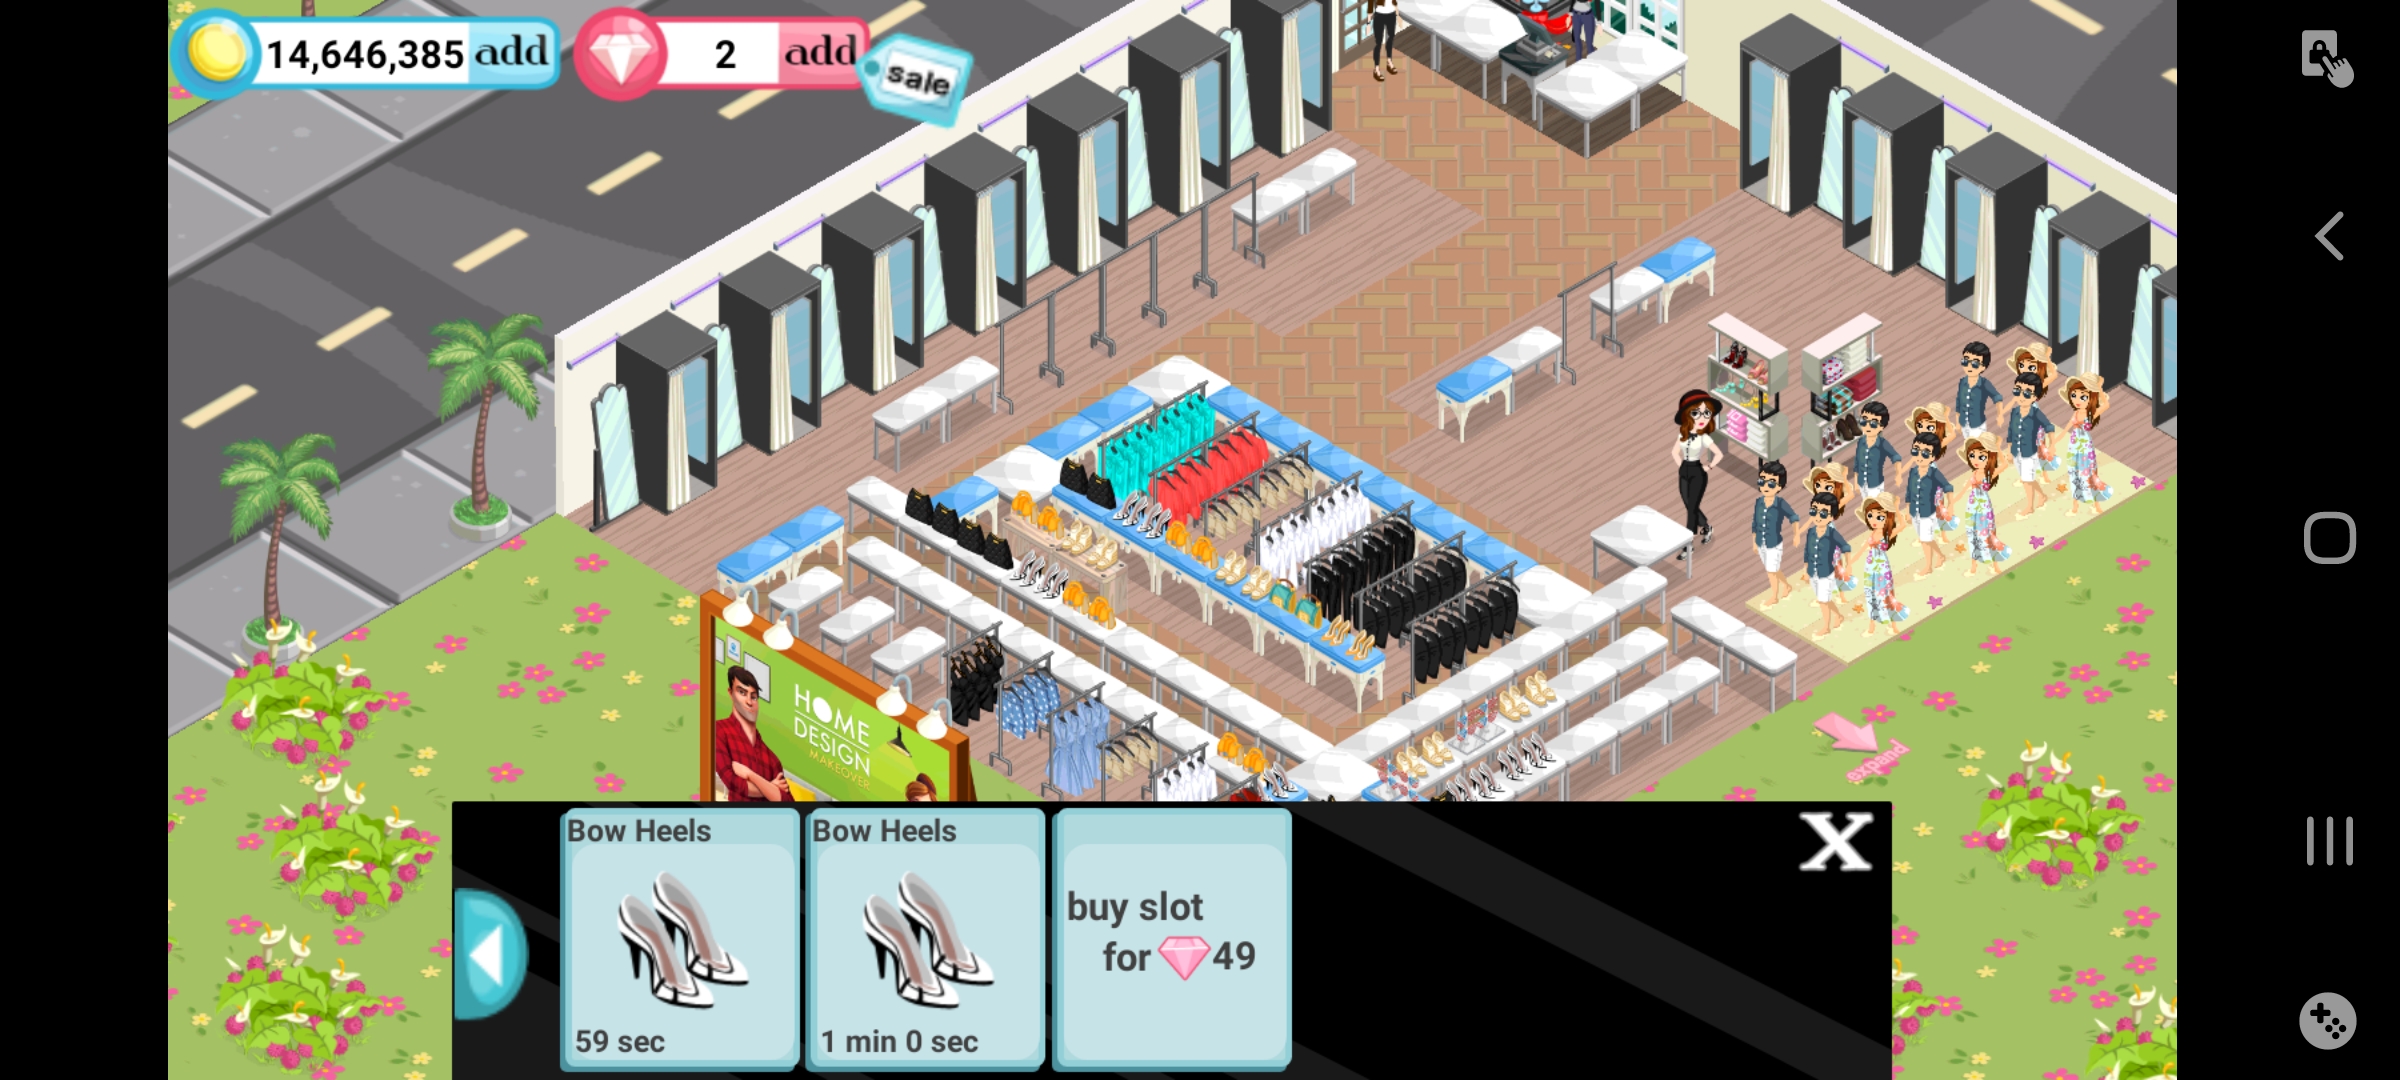 14,646,385 add
2 add
sale
HOME
DESIGN
MAKEOVER
expand
Bow Heels
59 sec
Bow Heels
1 min 0 sec
buy slot
for 49
X